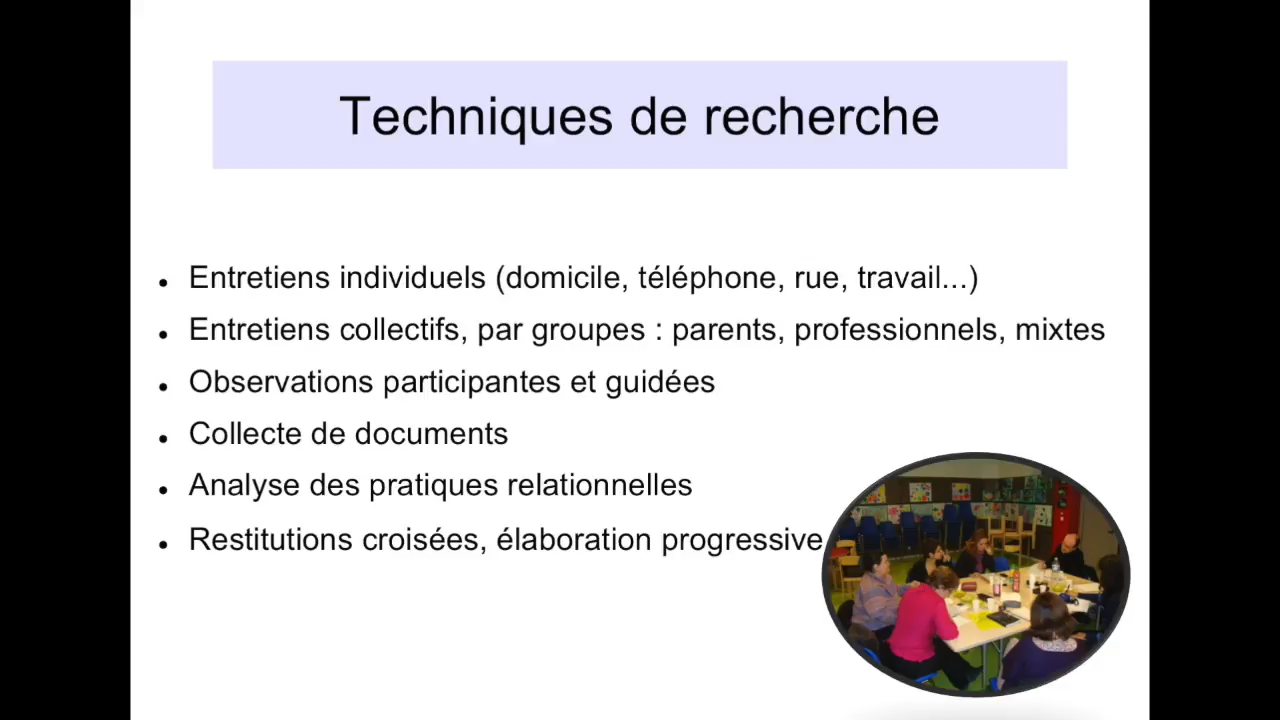 Techniques de recherche
Entretiens individuels (domicile, téléphone, rue, travail...)
Entretiens collectifs, par groupes : parents, professionnels, mixtes
Observations participantes et guidées
Collecte de documents
Analyse des pratiques relationnelles
Restitutions croisées, élaboration progressive